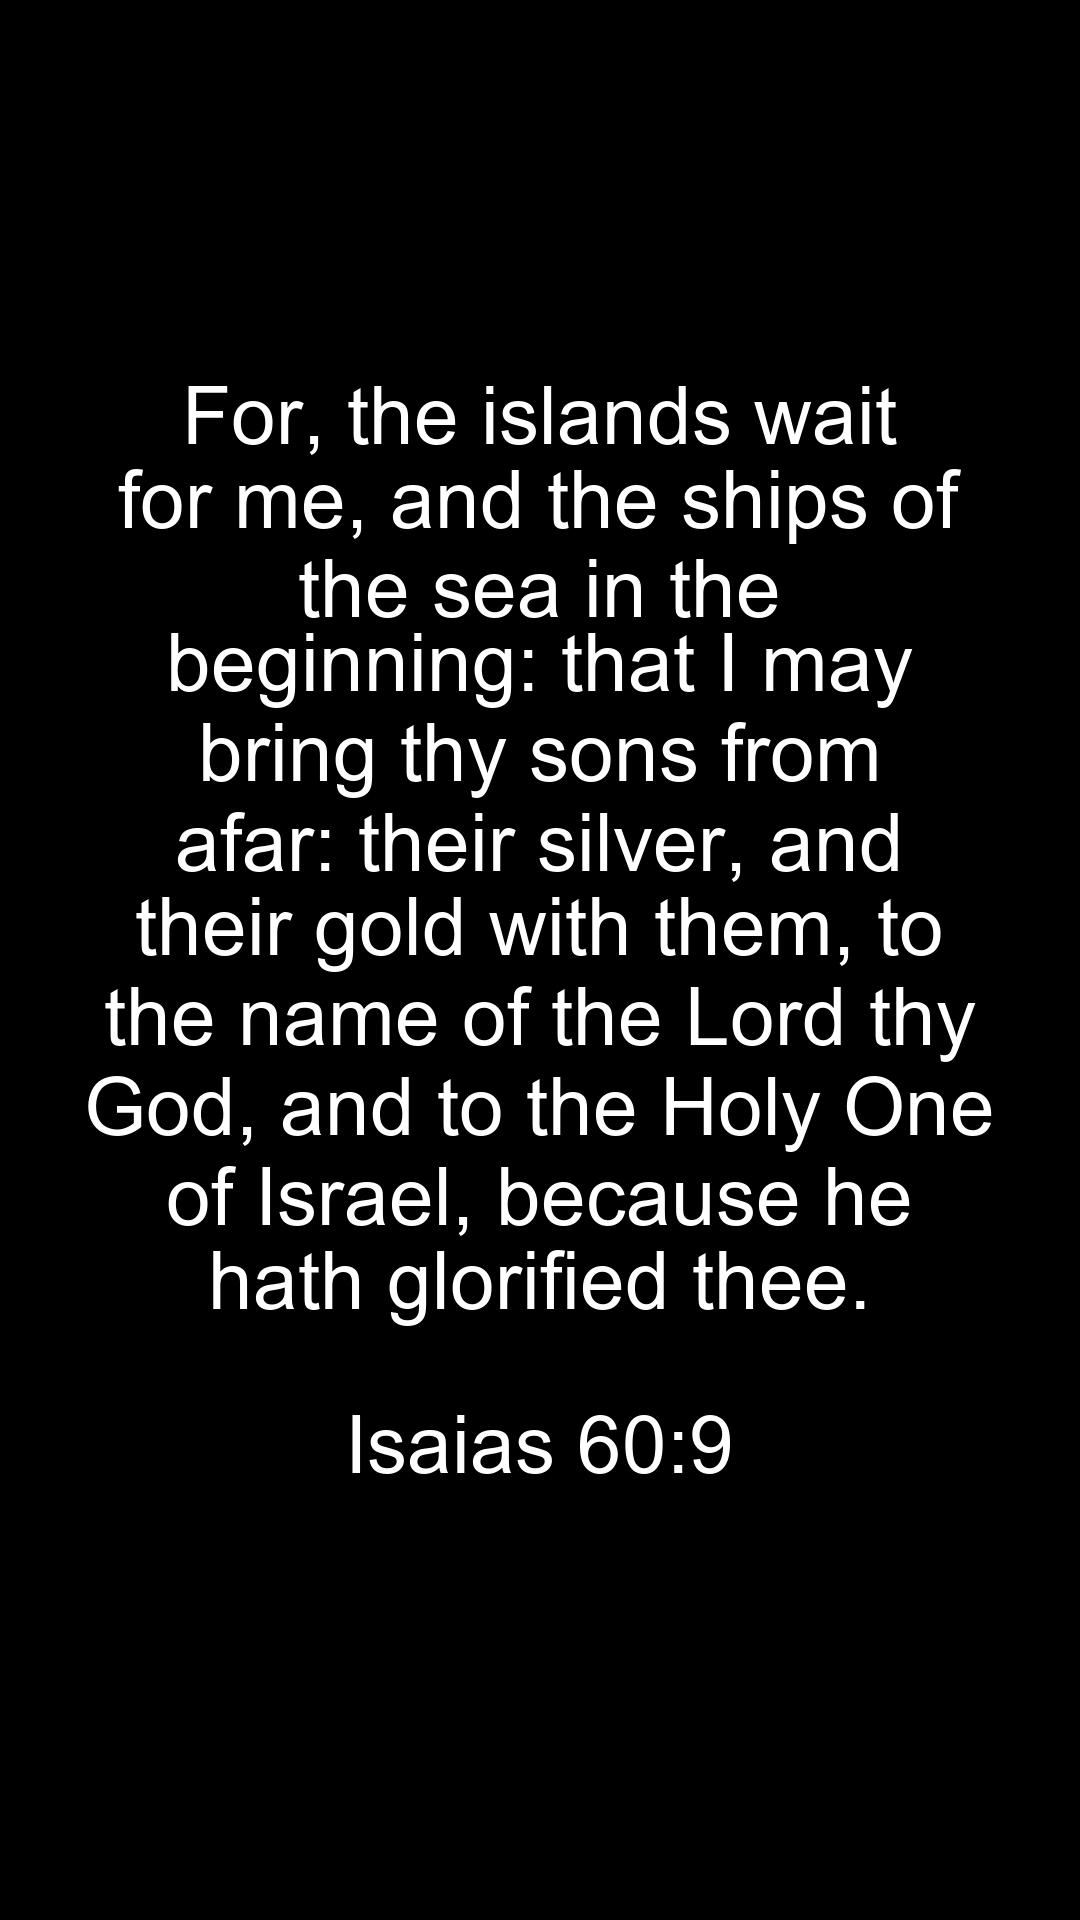 For, the islands wait
for me, and the ships of
the sea in the
beginning: that I may
bring thy sons from
afar: their silver, and
their gold with them, to
the name of the Lord thy
God, and to the Holy One
of Israel, because he
hath glorified thee.
Isaias 60:9